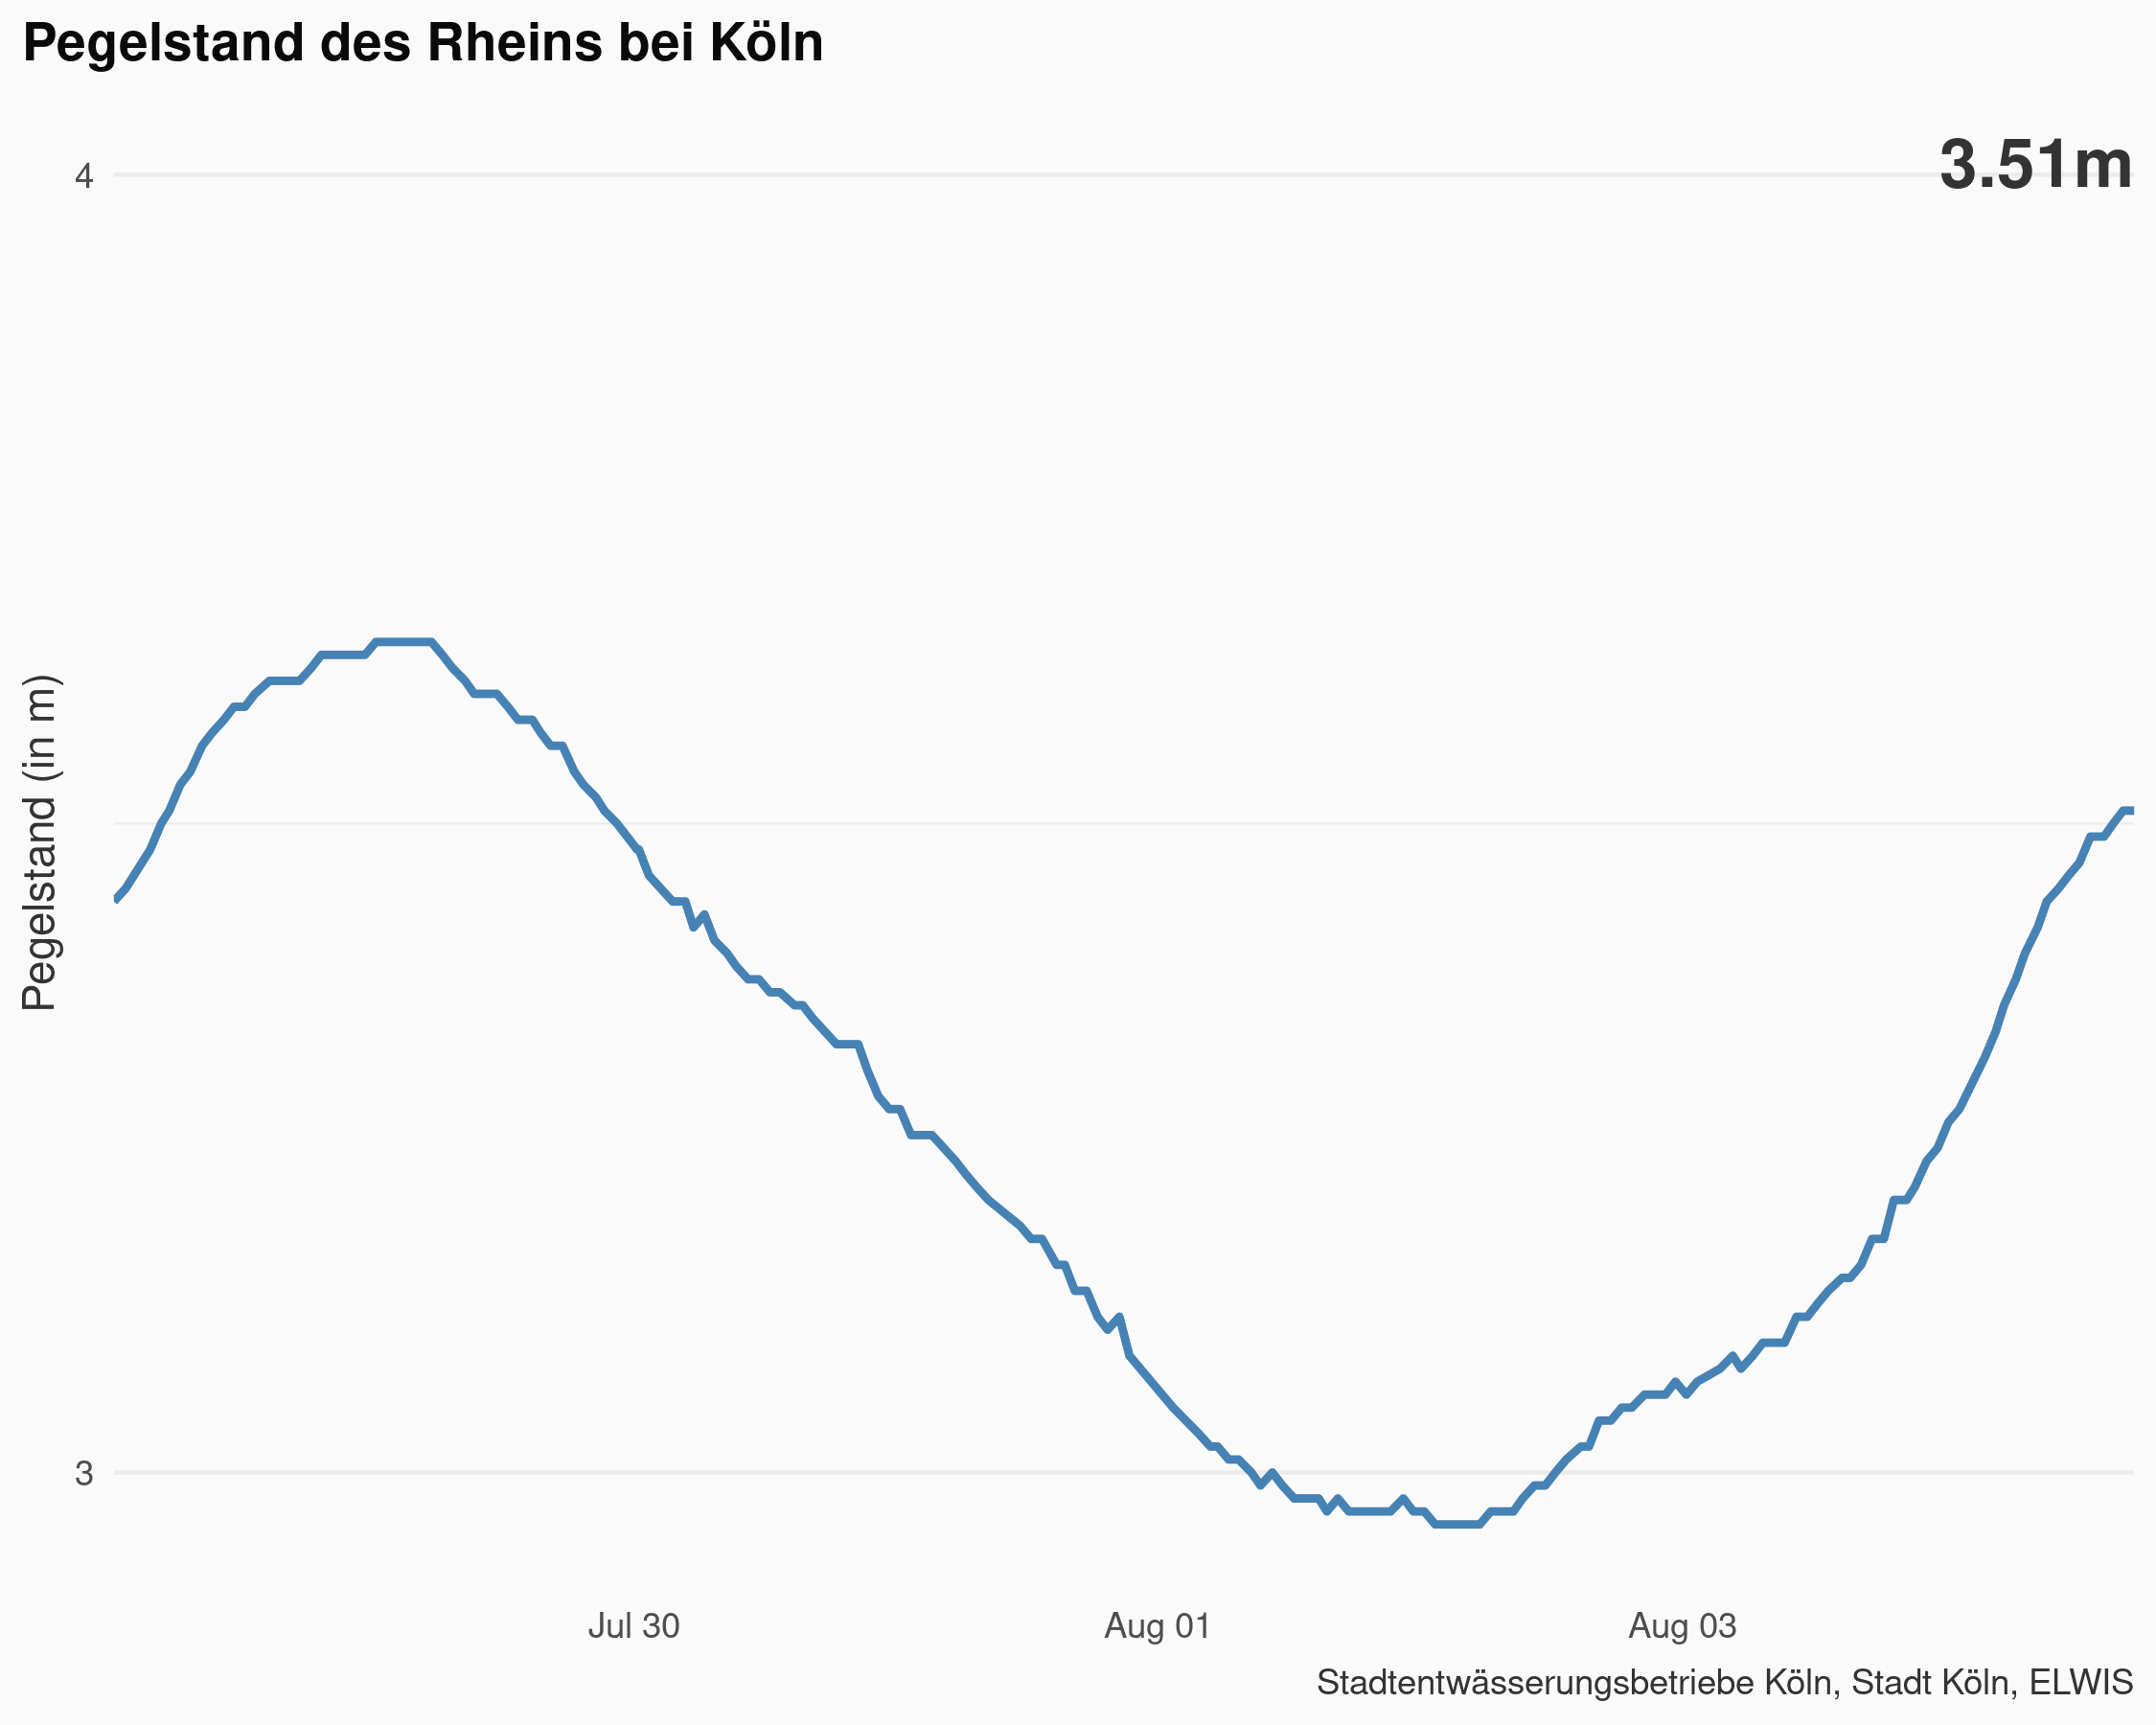 Pegelstand des Rheins bei Köln
3.51m
4
Pegelstand (in m)
3
Jul 30
Aug 01
Aug 03
Stadtentwässerungsbetriebe Köln, Stadt Köln, ELWIS